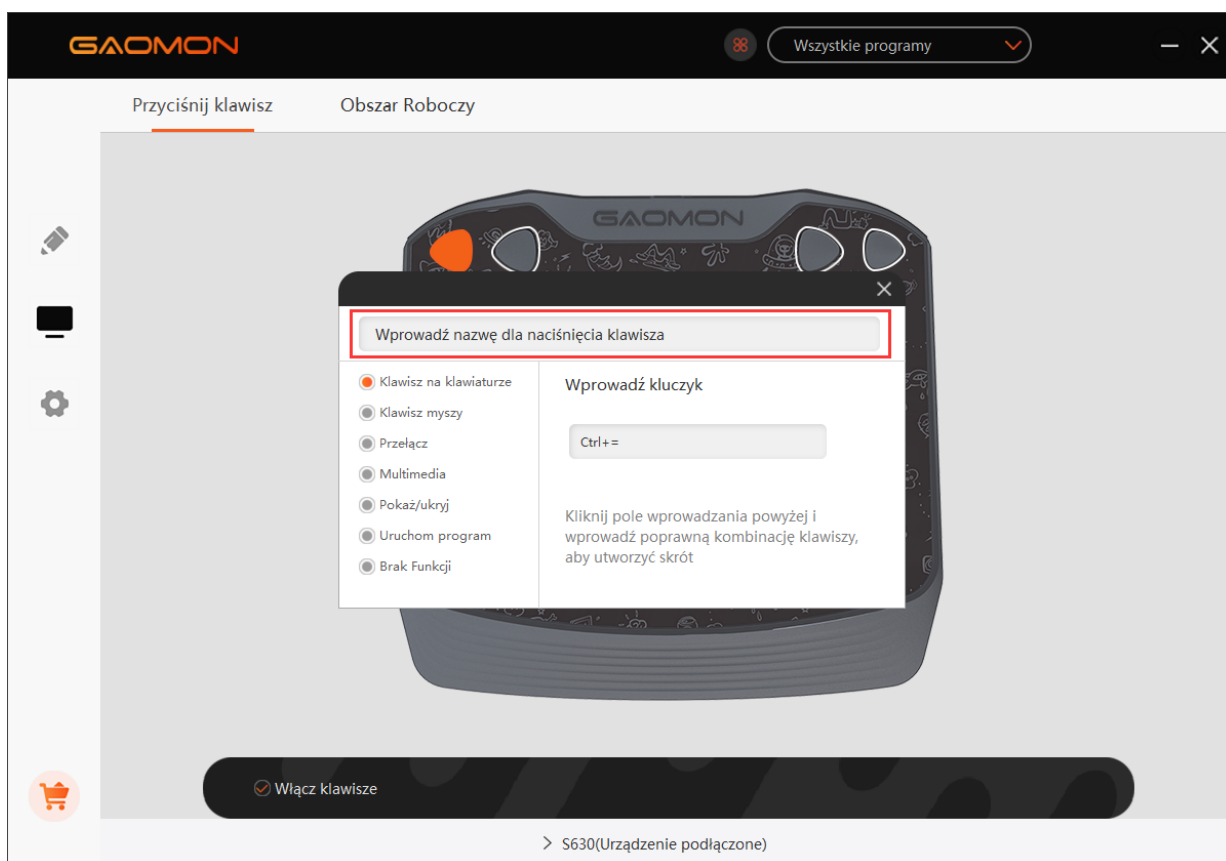 GAOMON
Wszystkie programy
Przyciśnij klawisz
Obszar Roboczy
GAOMON
Wprowadź nazwę dla naciśnięcia klawisza
Klawisz na klawiaturze
Klawisz myszy
Przełącz
Multimedia
Pokaż/ukryj
Uruchom program
Brak Funkcji
Wprowadź kluczyk
Ctrl+=
Kliknij pole wprowadzania powyżej i
wprowadź poprawną kombinację klawiszy,
aby utworzyć skrót
Włącz klawisze
S630(Urządzenie podłączone)